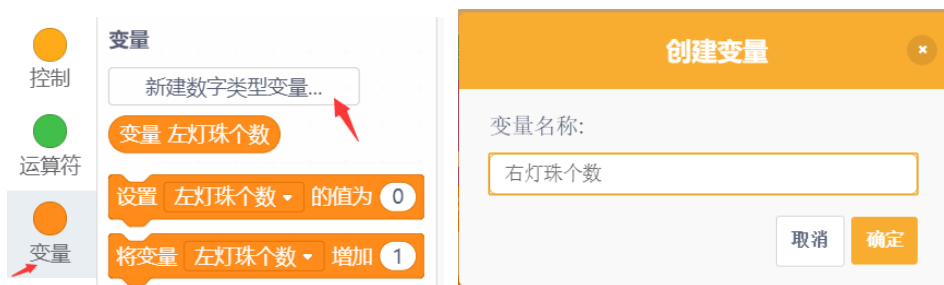 控制
运算符
变量
变量
新建数字类型变量...
变量 左灯珠个数
设置 左灯珠个数 的值为 0
将变量 左灯珠个数 增加 1
创建变量
变量名称:
右灯珠个数
取消 确定